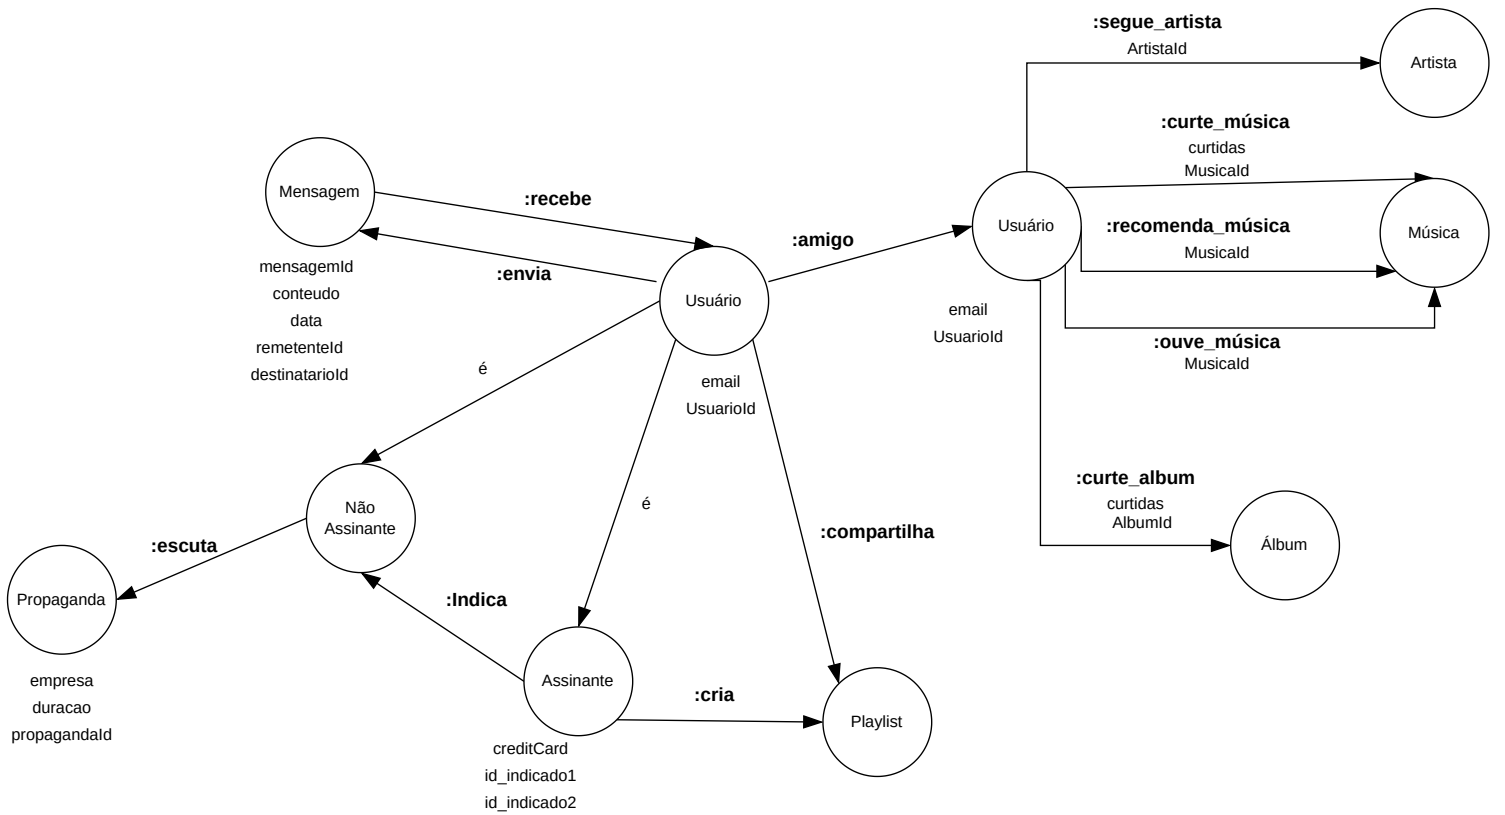 :segue_artista
ArtistaId
Artista
:curte_música
curtidas
MusicaId
Mensagem
:recebe
:envia
:amigo
Usuário
:recomenda_música
MusicaId
Música
mensagemId
conteudo
data
remetenteId
destinatarioId
Usuário
email
UsuarioId
email
UsuarioId
:ouve_música
MusicaId
é
é
:curte_album
curtidas
AlbumId
Álbum
Não
Assinante
:escuta
:compartilha
Propaganda
:Indica
empresa
duracao
propagandaId
Assinante
:cria
Playlist
creditCard
id_indicado1
id_indicado2